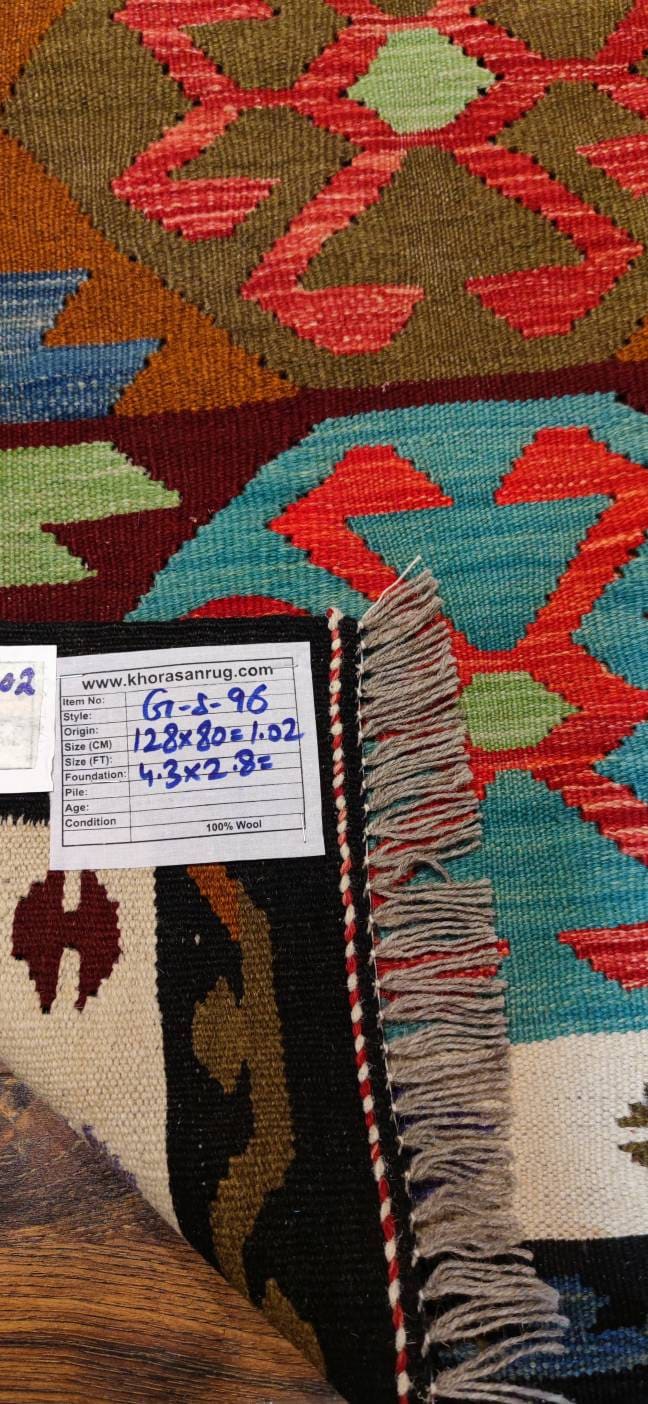 www.khorasanrug.com
Item No:
Style: G-S-96
Origin:
Size (CM) 128x80=1.02
Size (FT): 4.3x2.8=
Foundation:
Pile:
Age:
Condition
100% Wool
02